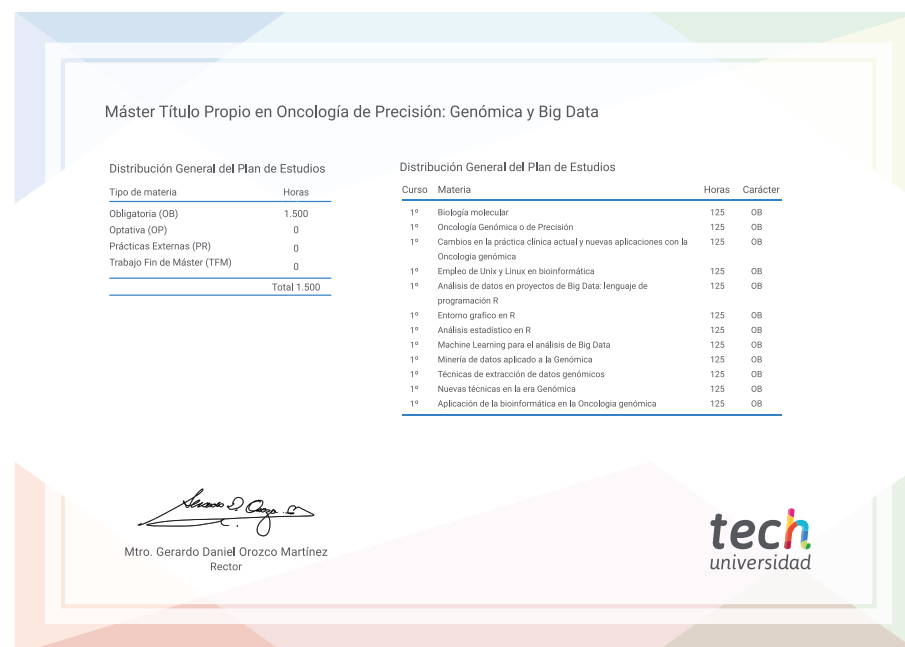 Máster Título Propio en Oncología de Precisión: Genómica y Big Data
Distribución General del Plan de Estudios
Tipo de materia Horas
Obligatoria (OB) 1.500
Optativa (OP) 0
Prácticas Externas (PR) 0
Trabajo Fin de Máster (TFM) 0
Total 1.500
Distribución General del Plan de Estudios
Curso Materia Horas Carácter
1º Biología molecular 125 OB
1º Oncología Genómica o de Precisión 125 OB
1º Cambios en la práctica clínica actual y nuevas aplicaciones con la 125 OB
Oncologia genómica
1º Empleo de Unix y Linux en bioinformática 125 OB
1º Análisis de datos en proyectos de Big Data: lenguaje de 125 OB
programación R
1º Entorno grafico en R 125 OB
1º Análisis estadístico en R 125 OB
1º Machine Learning para el análisis de Big Data 125 OB
1º Minería de datos aplicado a la Genómica 125 OB
1º Técnicas de extracción de datos genómicos 125 OB
1º Nuevas técnicas en la era Genómica 125 OB
1º Aplicación de la bioinformática en la Oncologia genómica 125 OB
Mtro. Gerardo Daniel Orozco Martínez
Rector
tech
universidad